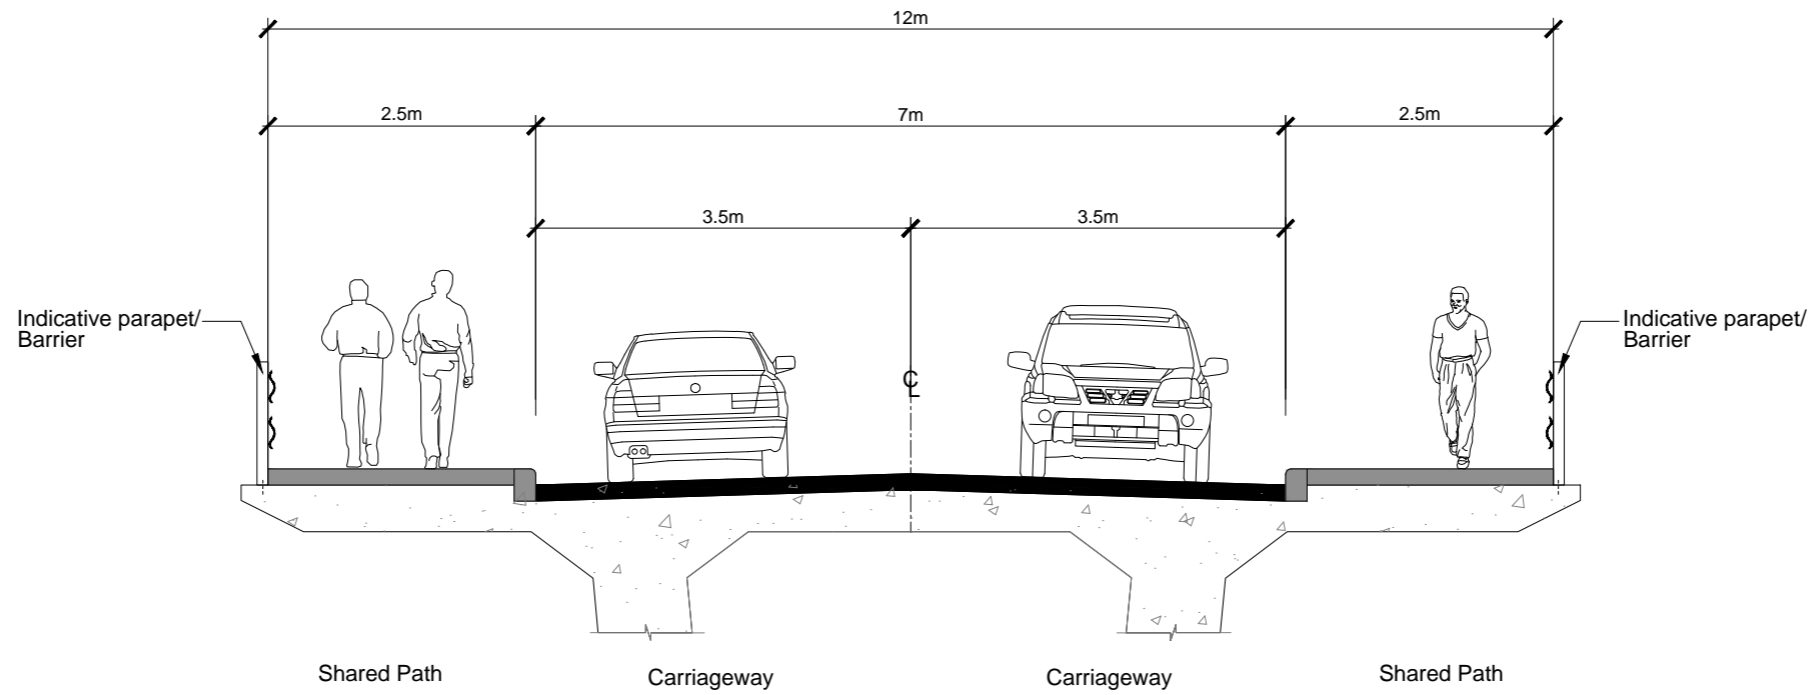 12m
2.5m
7m
2.5m
3.5m
3.5m
Indicative parapet/
Barrier
Indicative parapet/
Barrier
CL
Shared Path
Carriageway
Carriageway
Shared Path